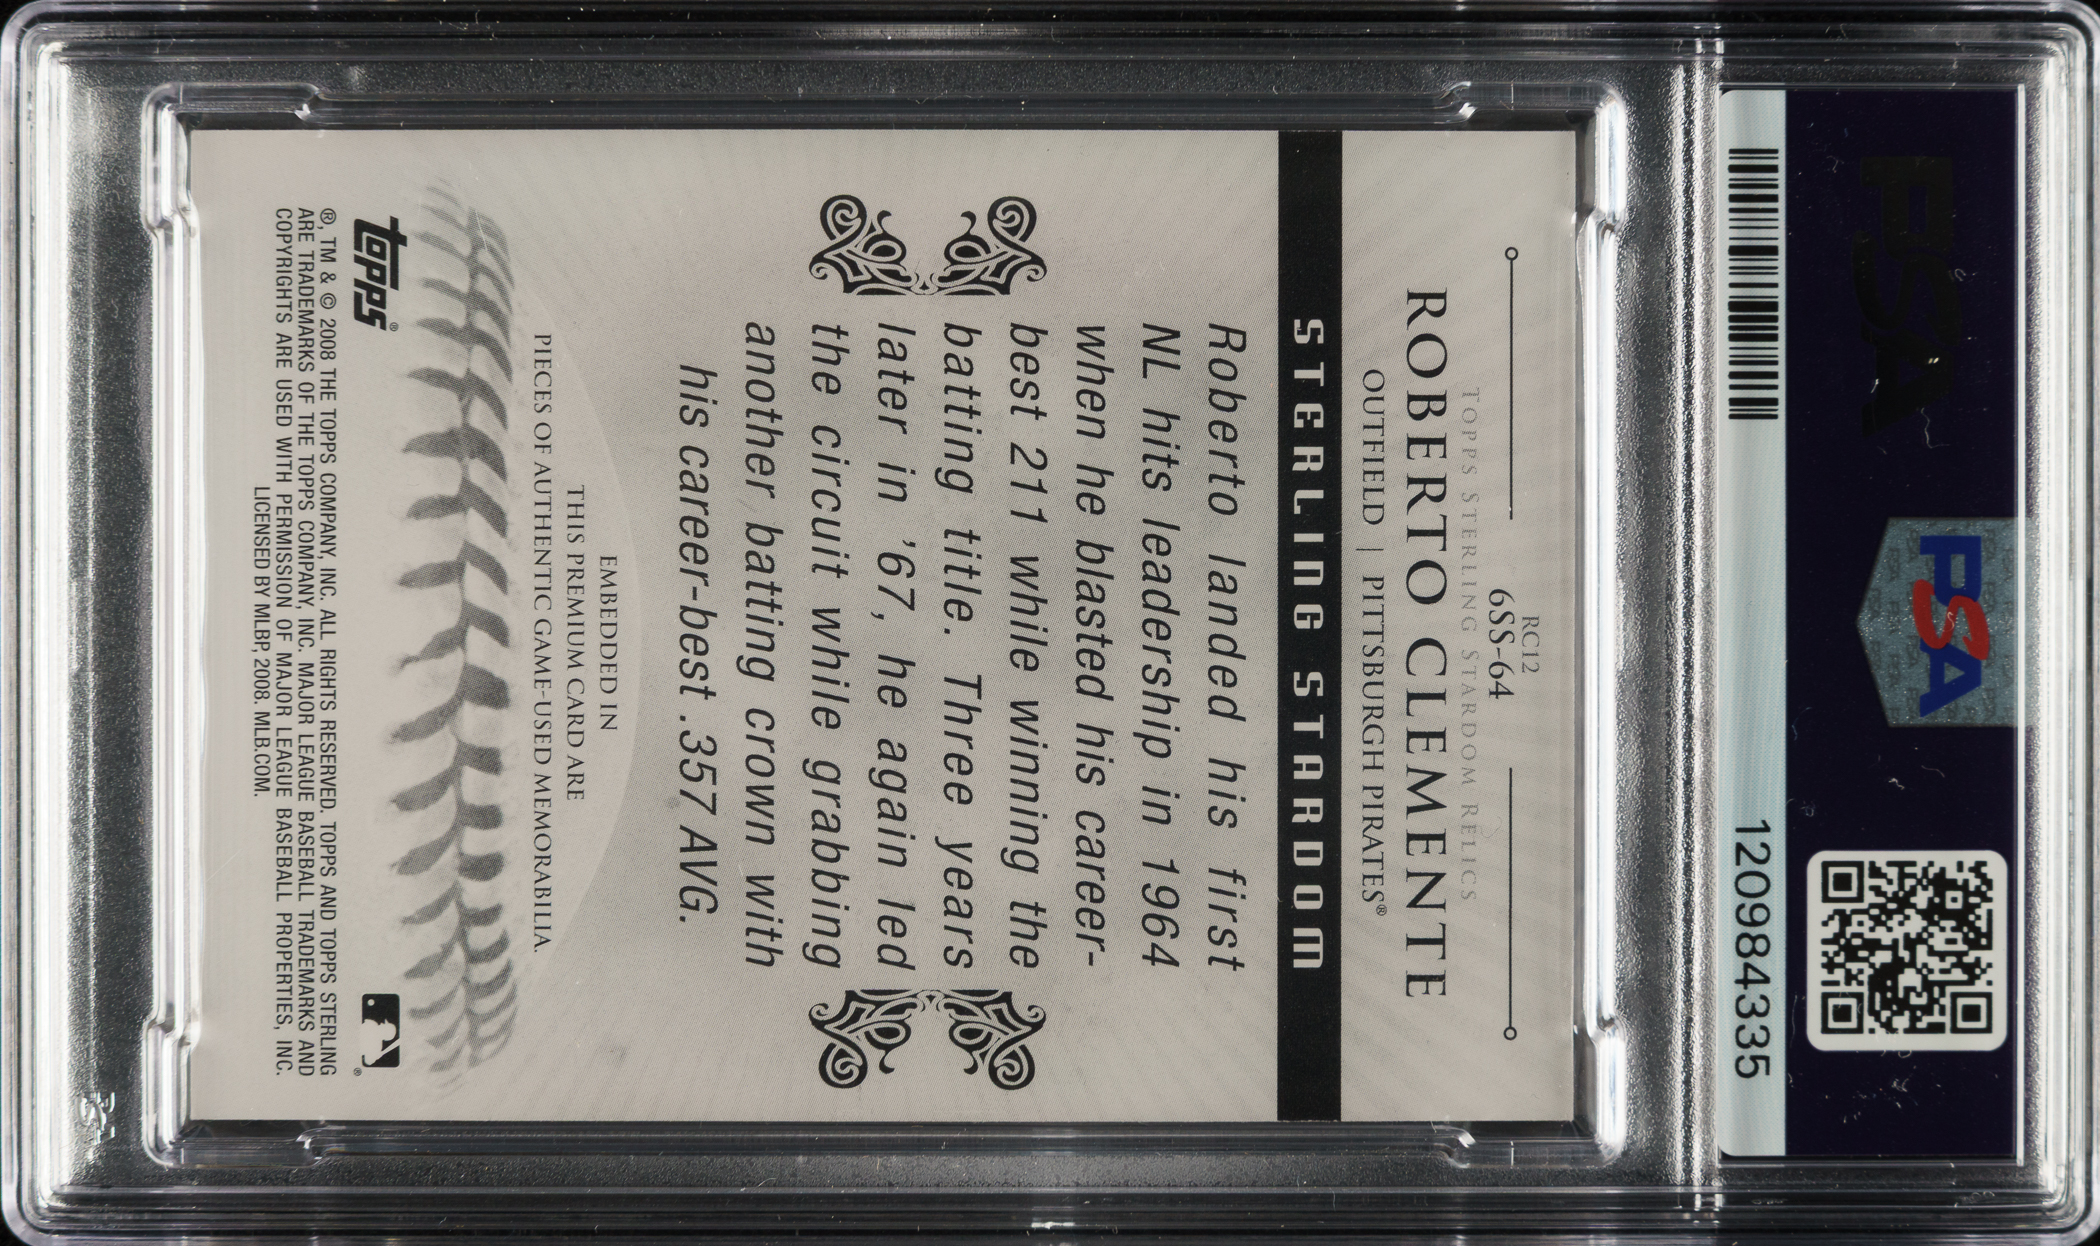 PSA
PSA
120984335
RC12
6SS-64
TOPPS STERLING STARDOM RELICS
ROBERTO CLEMENTE
OUTFIELD | PITTSBURGH PIRATES®
STERLING STARDOM
Roberto landed his first
NL hits leadership in 1964
when he blasted his career-
best 211 while winning the
batting title. Three years
later in '67, he again led
the circuit while grabbing
another batting crown with
his career-best .357 AVG.
EMBEDDED IN
THIS PREMIUM CARD ARE
PIECES OF AUTHENTIC GAME-USED MEMORABILIA.
topps®
®, TM & © 2008 THE TOPPS COMPANY, INC. ALL RIGHTS RESERVED. TOPPS AND TOPPS STERLING
ARE TRADEMARKS OF THE TOPPS COMPANY, INC. MAJOR LEAGUE BASEBALL TRADEMARKS AND
COPYRIGHTS ARE USED WITH PERMISSION OF MAJOR LEAGUE BASEBALL PROPERTIES, INC.
LICENSED BY MLBP, 2008. MLB.COM.